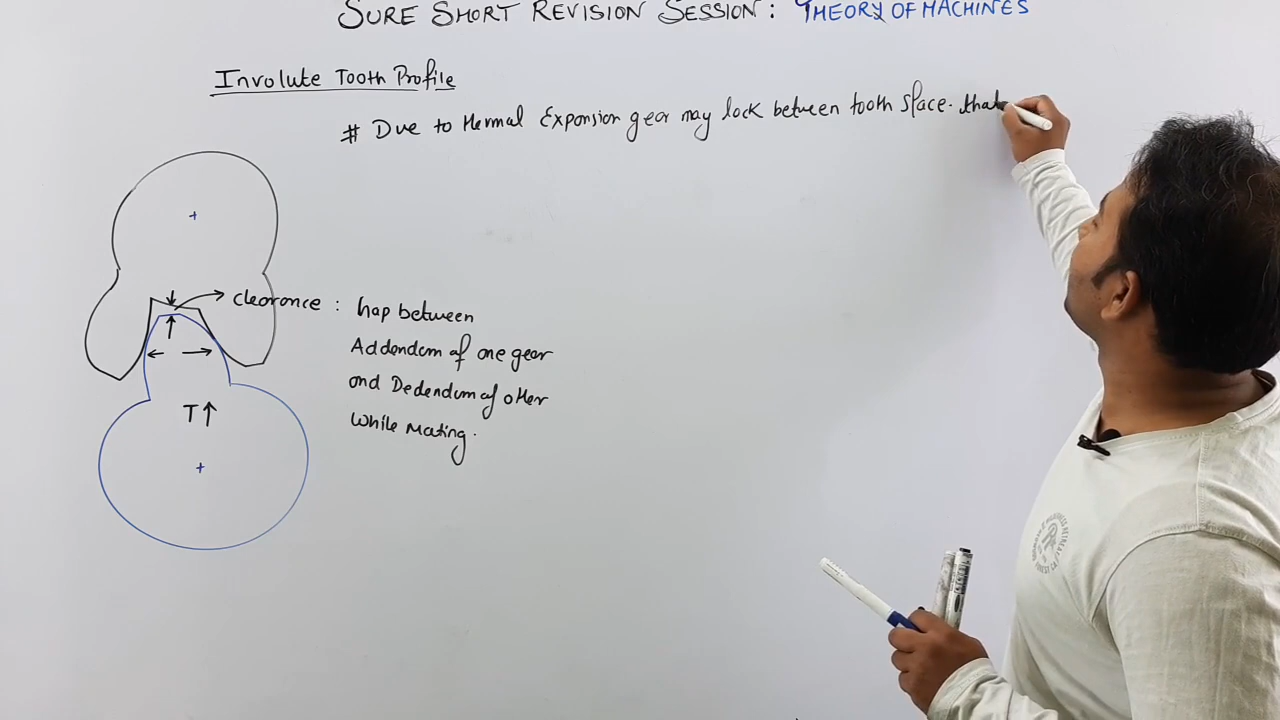 SURE SHORT REVISION SESSION: THEORY OF MACHINES
Involute Tooth Profile
# Due to thermal Expansion gear may lock between tooth space. that
clearance : Gap between
Addendum of one gear
and Dedendum of other
while Mating.
T↑